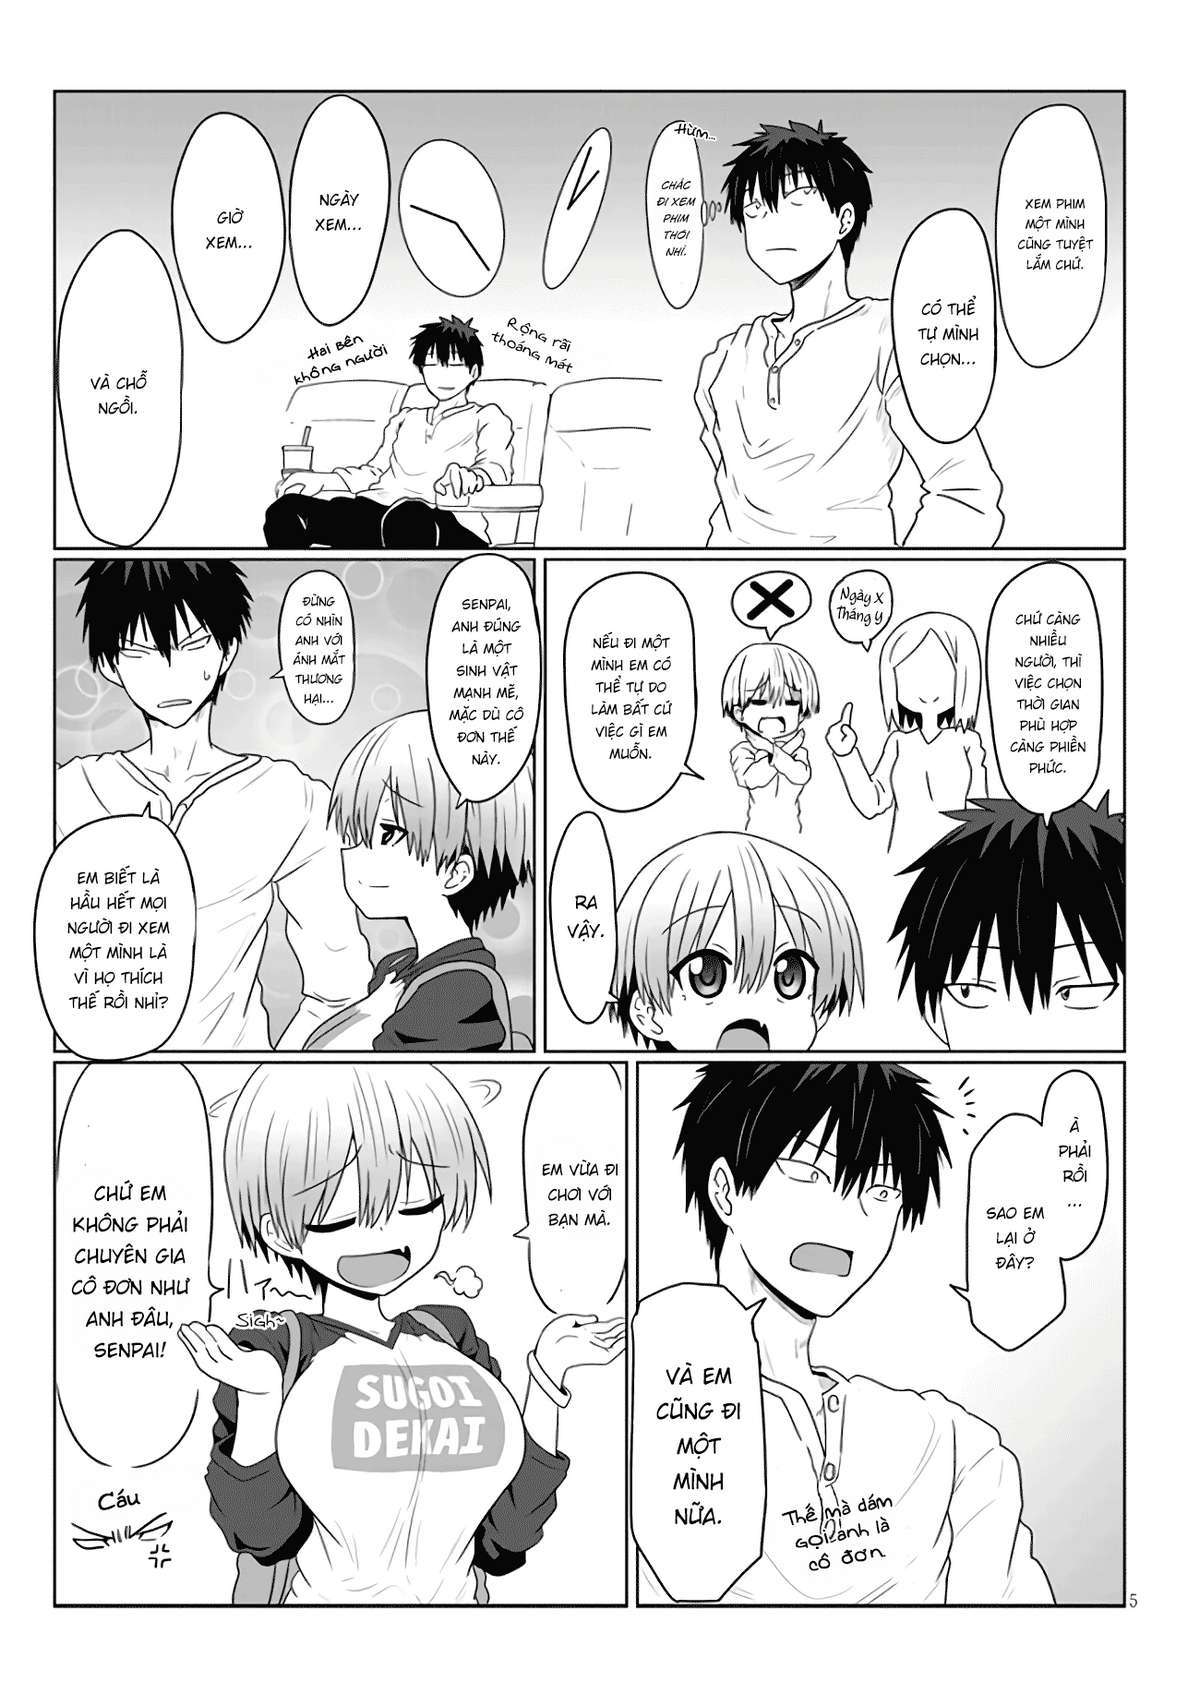 XEM PHIM
MỘT MÌNH
CŨNG TUYỆT
LẮM CHỨ.
CÓ THỂ
TỰ MÌNH
CHỌN...
Hừm...
CHẮC
ĐI XEM
PHIM
THÔI
NHỈ.
NGÀY
XEM...
GIỜ
XEM...
VÀ CHỖ
NGỒI.
Rộng rãi
thoáng mát
Hai bên
không người
CHỨ CÀNG
NHIỀU
NGƯỜI, THÌ
VIỆC CHỌN
THỜI GIAN
PHÙ HỢP
CÀNG PHIỀN
PHỨC.
Ngày X
Tháng Y
NẾU ĐI MỘT
MÌNH EM CÓ
THỂ TỰ DO
LÀM BẤT CỨ
VIỆC GÌ EM
MUỐN.
RA
VẬY.
SENPAI,
ANH ĐÚNG
LÀ MỘT
SINH VẬT
MẠNH MẼ,
MẶC DÙ CÔ
ĐƠN THẾ
NÀY.
ĐỪNG
CÓ NHÌN
ANH VỚI
ÁNH MẮT
THƯƠNG
HẠI...
EM BIẾT LÀ
HẦU HẾT MỌI
NGƯỜI ĐI XEM
MỘT MÌNH LÀ
VÌ HỌ THÍCH
THẾ RỒI NHỈ?
À
PHẢI
RỒI
...
SAO EM
LẠI Ở
ĐÂY?
VÀ EM
CŨNG ĐI
MỘT
MÌNH
NỮA.
Thế mà dám
gọi anh là
cô đơn
EM VỪA ĐI
CHƠI VỚI
BẠN MÀ.
CHỨ EM
KHÔNG PHẢI
CHUYÊN GIA
CÔ ĐƠN NHƯ
ANH ĐÂU,
SENPAI!
ハァ〜
Sigh~
SUGOI
DEKAI
Cáu
5